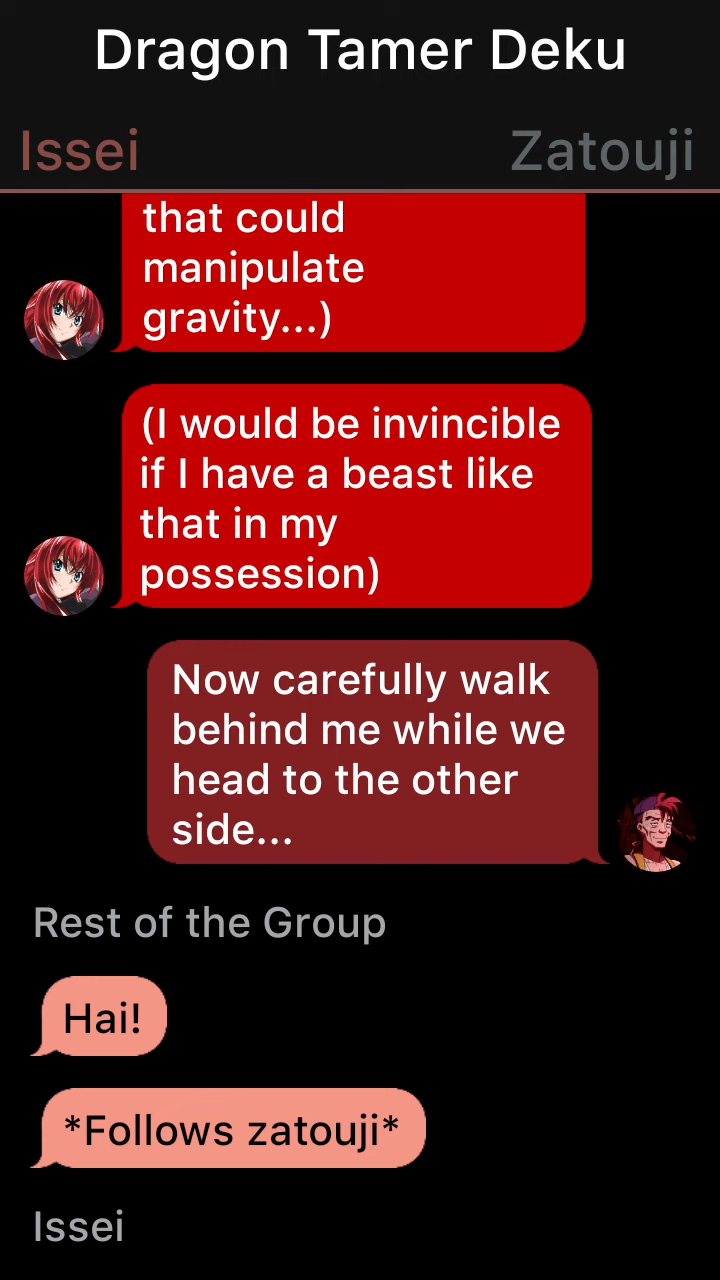 Dragon Tamer Deku
Issei
Zatouji
that could
manipulate
gravity...)
(I would be invincible
if I have a beast like
that in my
possession)
Now carefully walk
behind me while we
head to the other
side...
Rest of the Group
Hai!
*Follows zatouji*
Issei